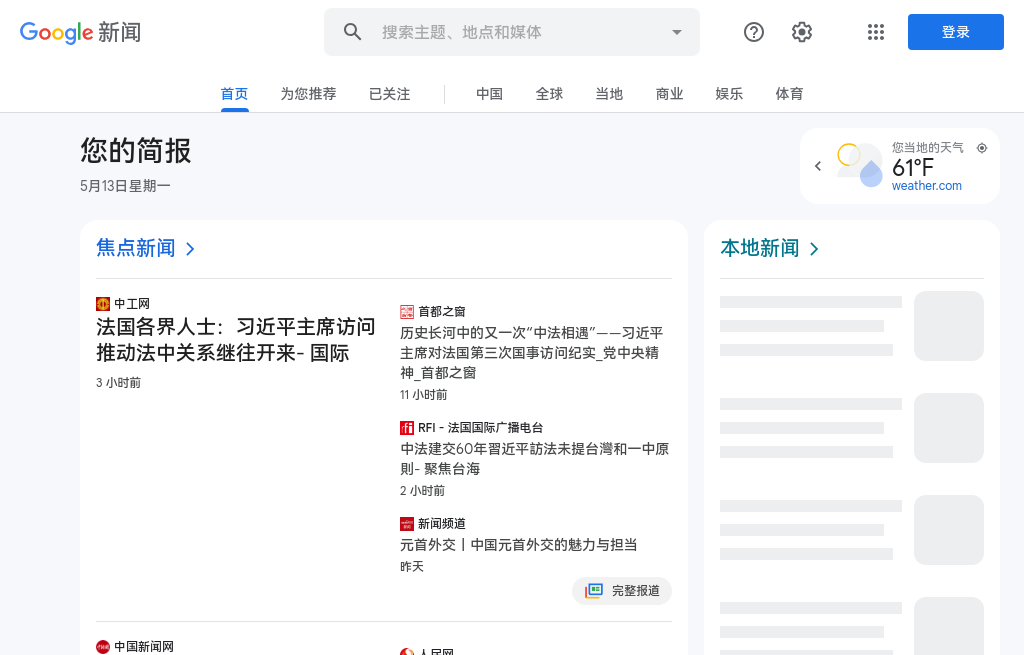 Google 新闻
搜索主题、地点和媒体
登录
首页
为您推荐
已关注
中国
全球
当地
商业
娱乐
体育
您的简报
5月13日星期一
您当地的天气
61°F
weather.com
焦点新闻
中工网
法国各界人士：习近平主席访问
推动法中关系继往开来- 国际
3 小时前
首都之窗
历史长河中的又一次“中法相遇”——习近平
主席对法国第三次国事访问纪实_党中央精
神_首都之窗
11 小时前
RFI - 法国国际广播电台
中法建交60年習近平訪法未提台灣和一中原
則- 聚焦台海
2 小时前
新闻频道
元首外交丨中国元首外交的魅力与担当
昨天
完整报道
中国新闻网
人民网
本地新闻